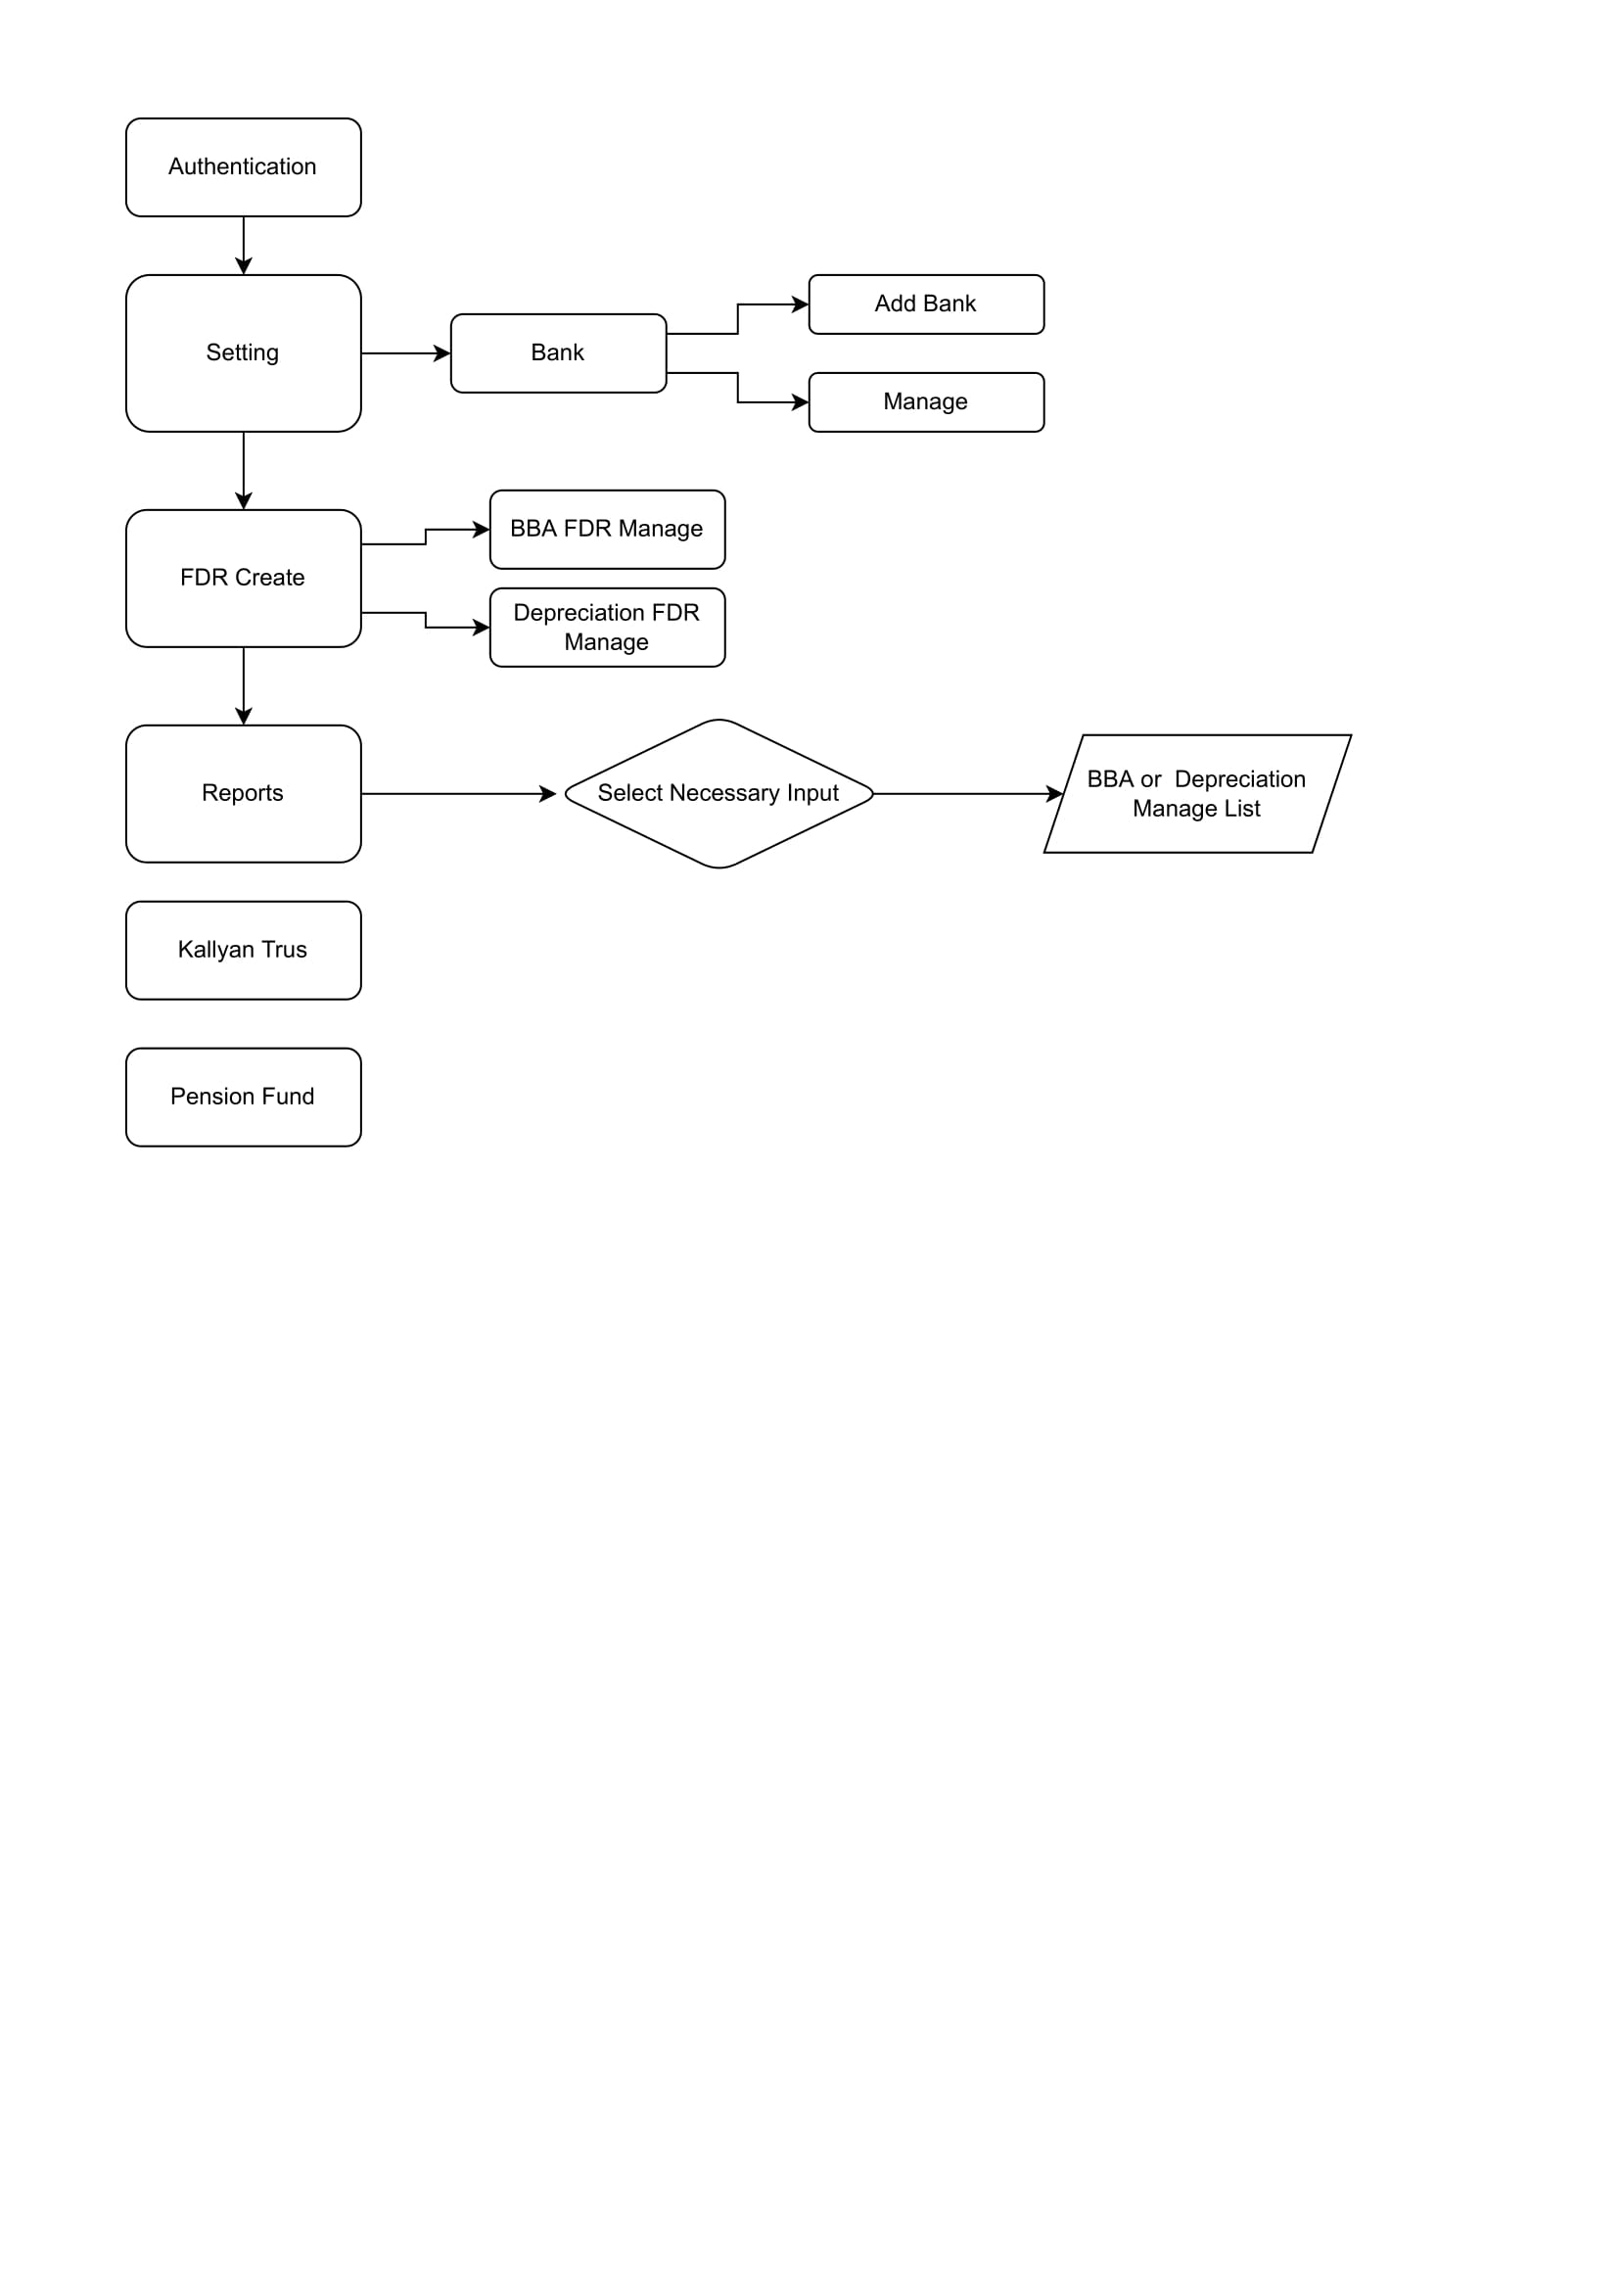 Authentication
Setting
Bank
Add Bank
Manage
FDR Create
BBA FDR Manage
Depreciation FDR
Manage
Reports
Select Necessary Input
BBA or  Depreciation
Manage List
Kallyan Trus
Pension Fund